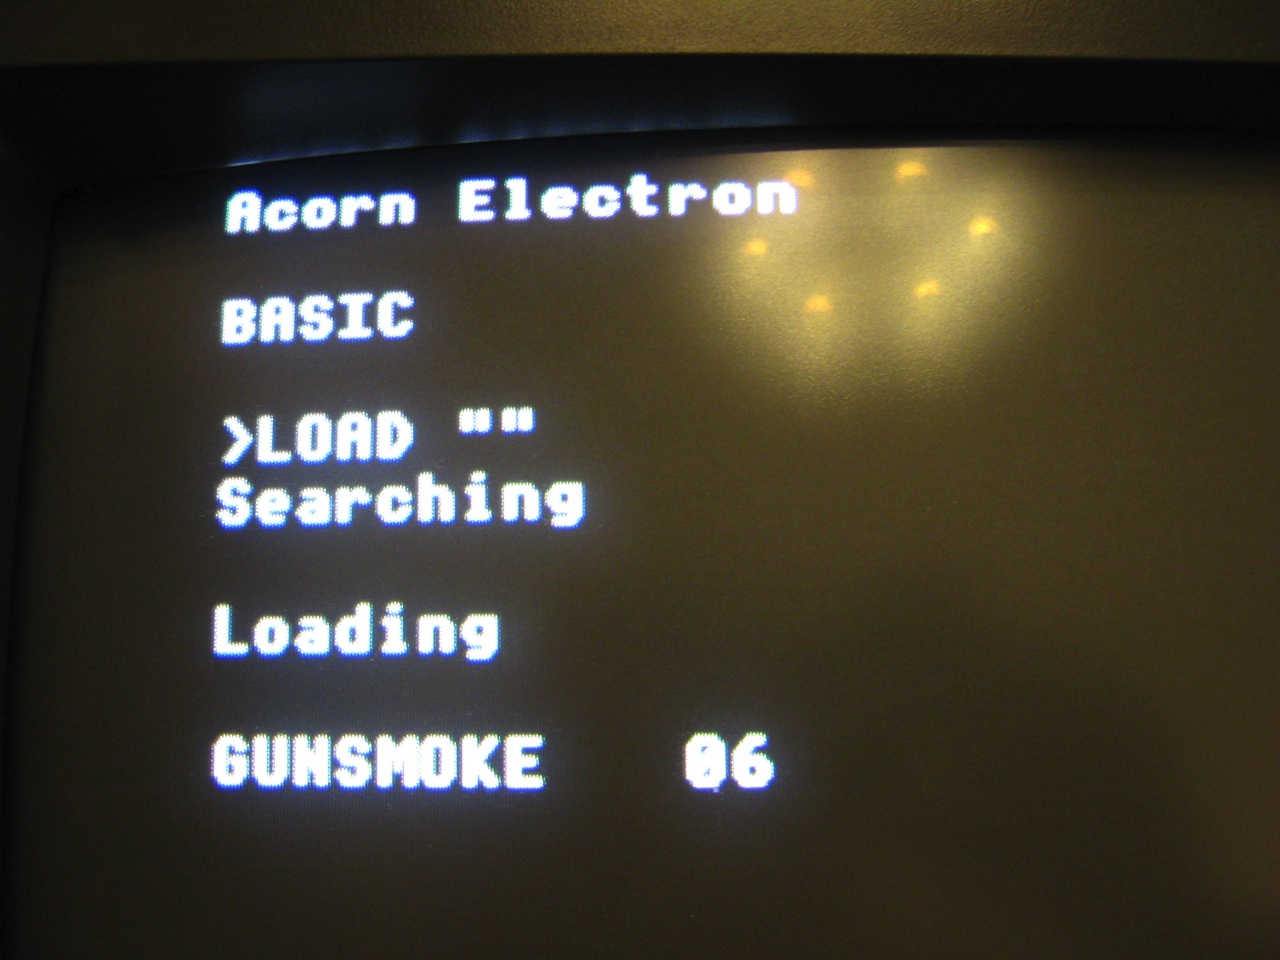 Acorn Electron
BASIC
>LOAD ""
Searching
Loading
GUNSMOKE 06